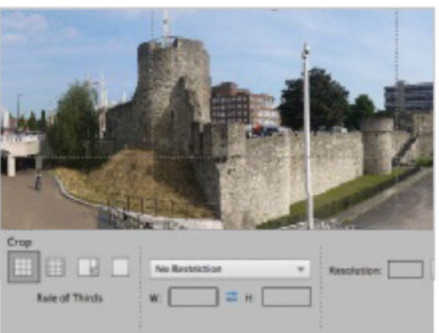 Crop
No Restriction
Resolution:
Rule of Thirds
W:
H: